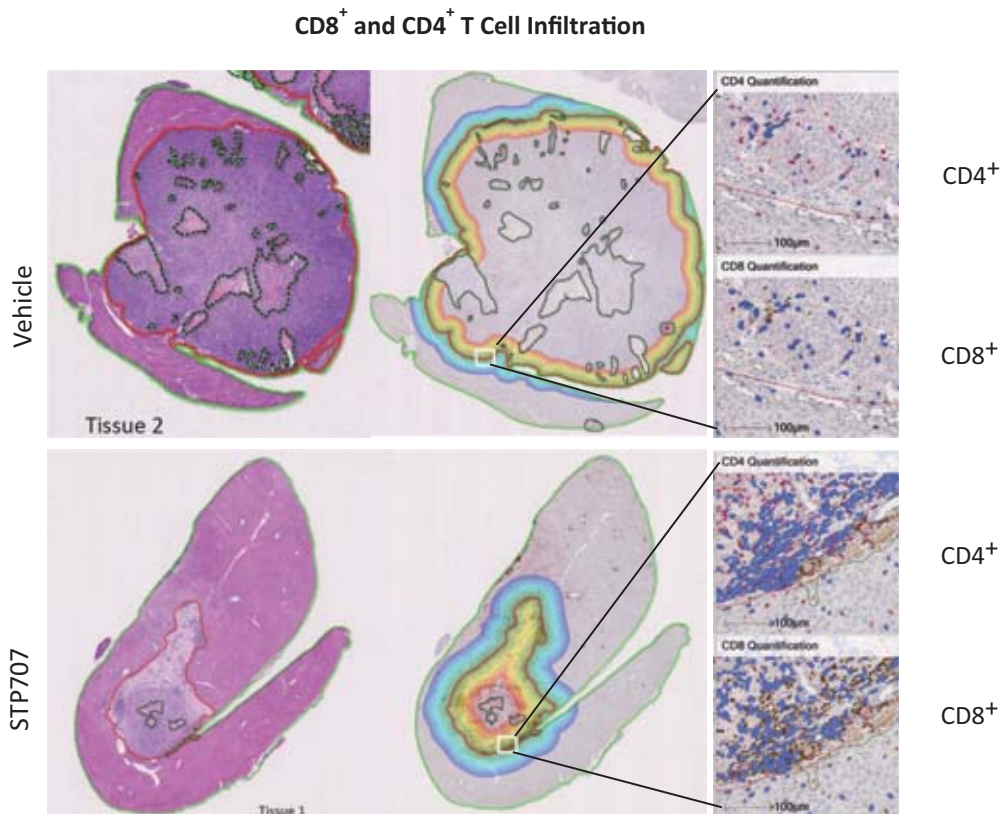 CD8⁺ and CD4⁺ T Cell Infiltration
Vehicle
Tissue 2
CD4 Quantification
100µm
CD4⁺
CD8 Quantification
100µm
CD8⁺
STP707
Tissue 1
CD4 Quantification
100µm
CD4⁺
CD8 Quantification
100µm
CD8⁺